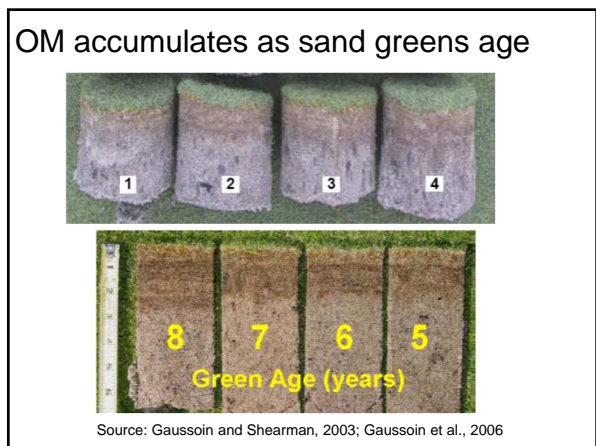 OM accumulates as sand greens age
1 2 3 4
8 7 6 5
Green Age (years)
Source: Gaussoin and Shearman, 2003; Gaussoin et al., 2006